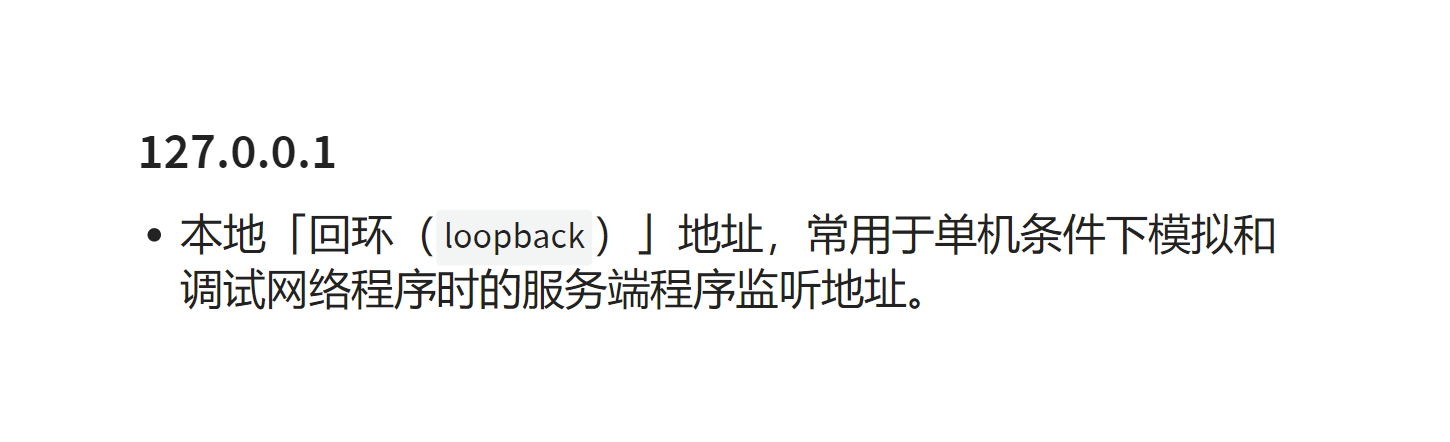 127.0.0.1
• 本地「回环（loopback）」地址，常用于单机条件下模拟和
调试网络程序时的服务端程序监听地址。